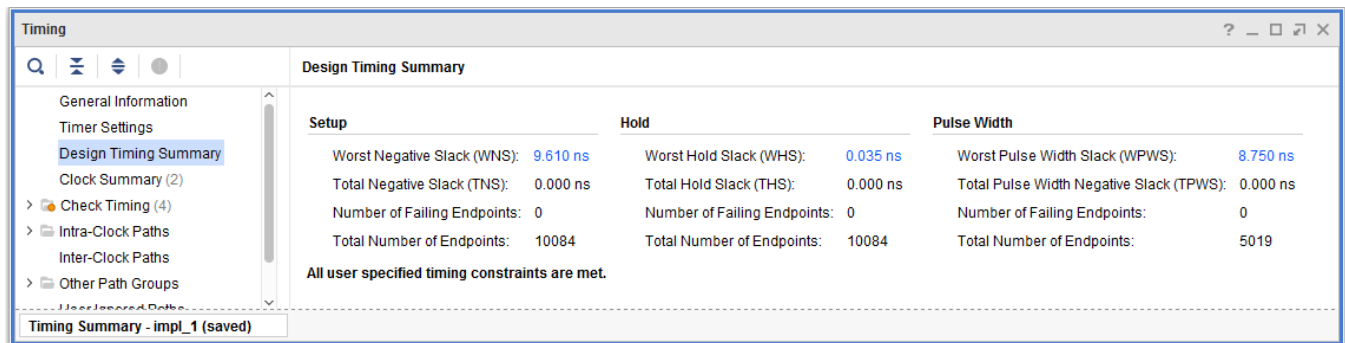 Timing
Design Timing Summary
General Information
Timer Settings
Design Timing Summary
Clock Summary (2)
Check Timing (4)
Intra-Clock Paths
Inter-Clock Paths
Other Path Groups
User Ignored Paths
Setup Hold Pulse Width
Worst Negative Slack (WNS): 9.610 ns Worst Hold Slack (WHS): 0.035 ns Worst Pulse Width Slack (WPWS): 8.750 ns
Total Negative Slack (TNS): 0.000 ns Total Hold Slack (THS): 0.000 ns Total Pulse Width Negative Slack (TPWS): 0.000 ns
Number of Failing Endpoints: 0 Number of Failing Endpoints: 0 Number of Failing Endpoints: 0
Total Number of Endpoints: 10084 Total Number of Endpoints: 10084 Total Number of Endpoints: 5019
All user specified timing constraints are met.
Timing Summary - impl_1 (saved)